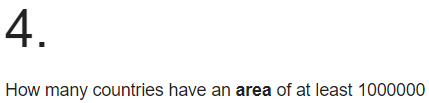 4.
How many countries have an area of at least 1000000